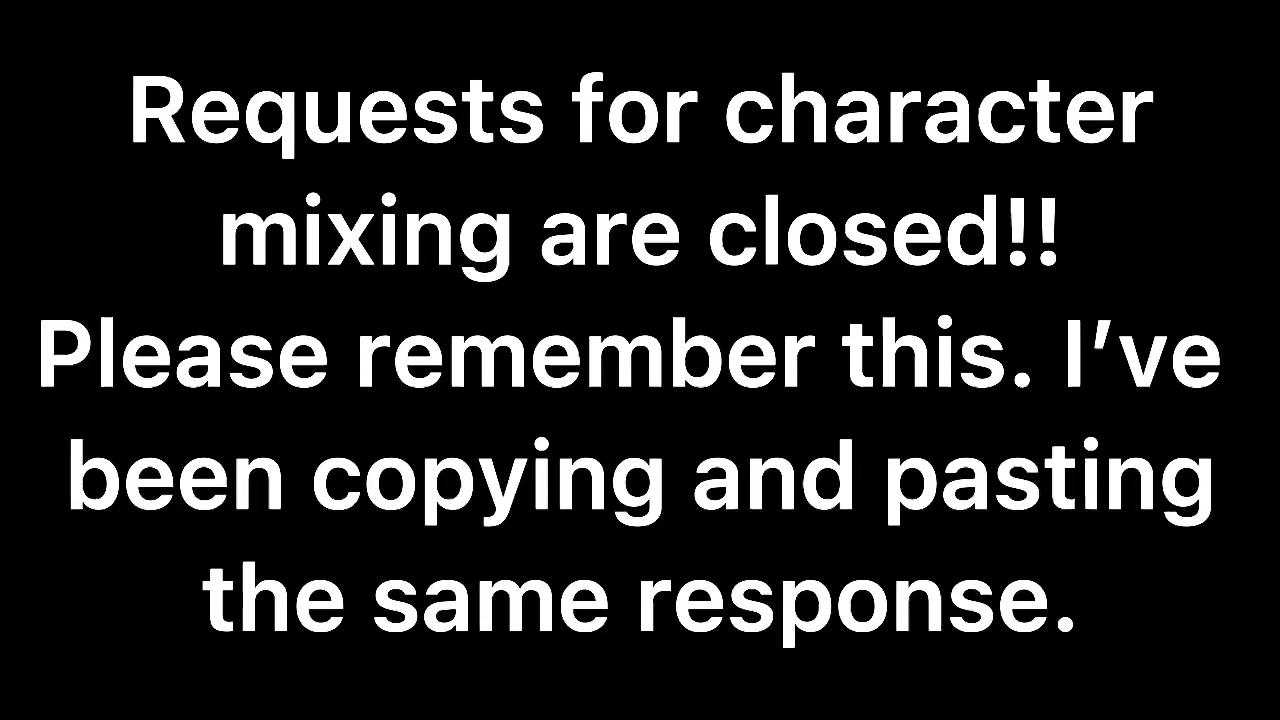 Requests for character
mixing are closed!!
Please remember this. I’ve
been copying and pasting
the same response.